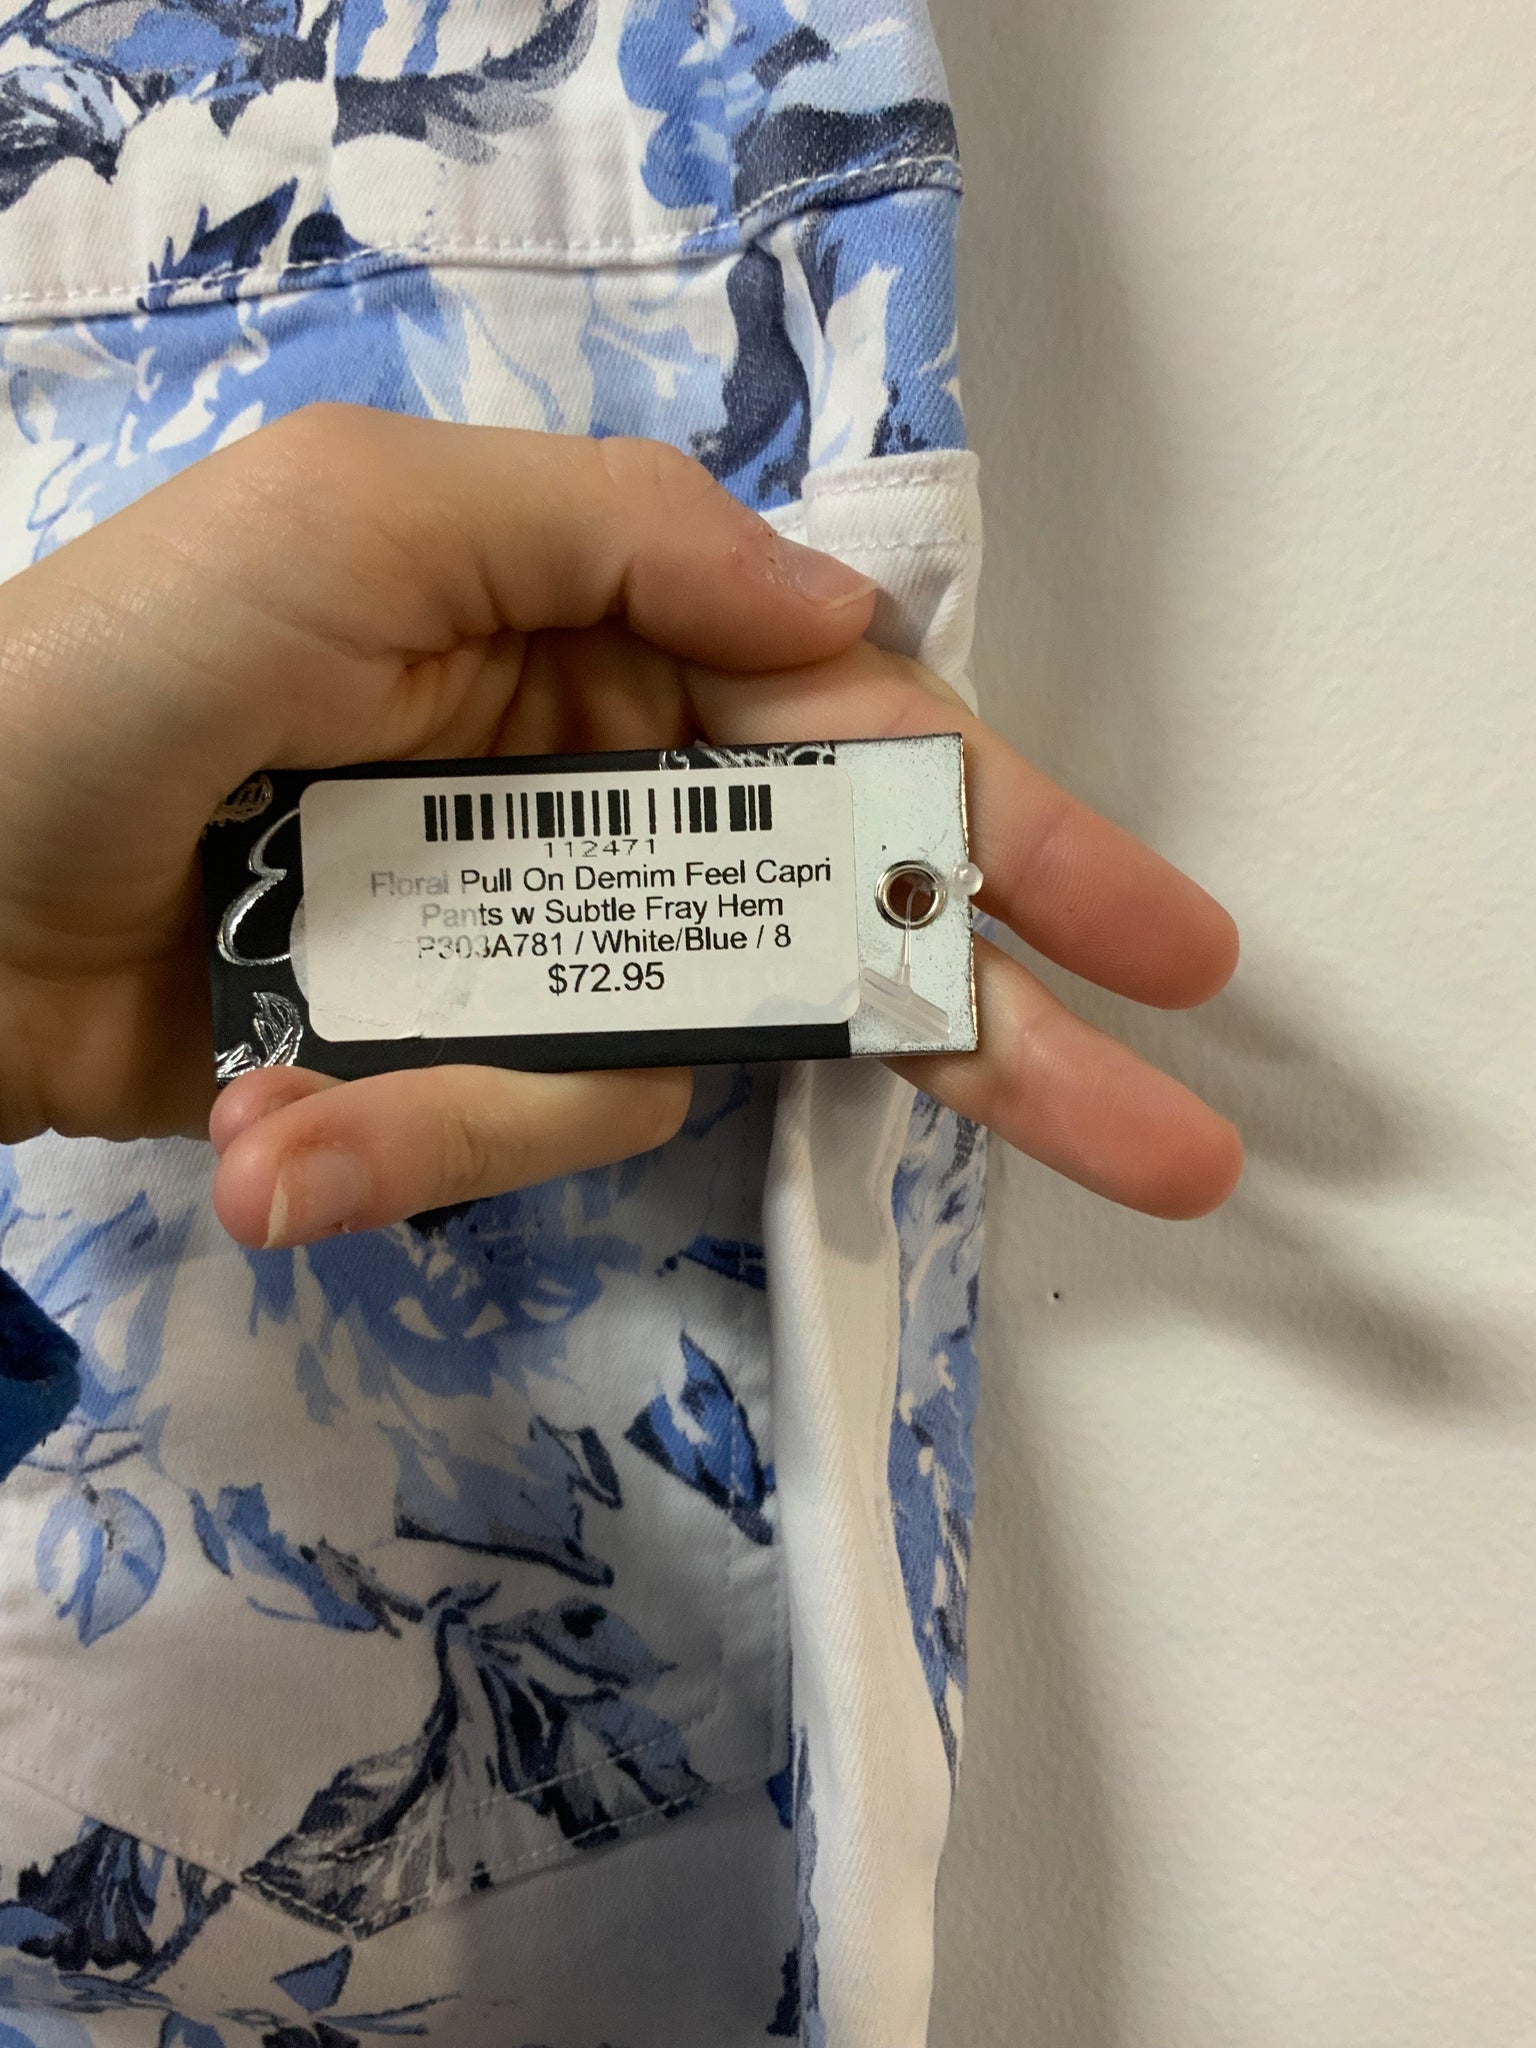 112471
Floral Pull On Demim Feel Capri
Pants w Subtle Fray Hem
P303A781 / White/Blue / 8
$72.95